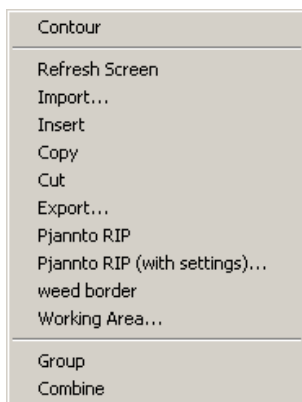 Contour
Refresh Screen
Import...
Insert
Copy
Cut
Export...
Pjannto RIP
Pjannto RIP (with settings)...
weed border
Working Area...
Group
Combine